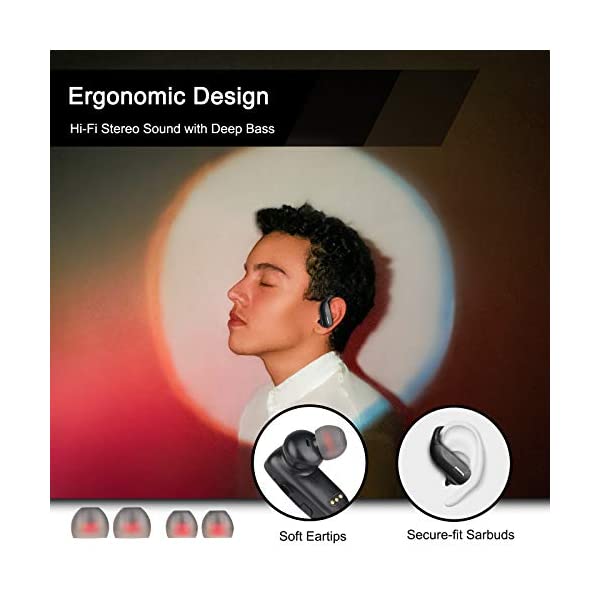 Ergonomic Design
Hi-Fi Stereo Sound with Deep Bass
Soft Eartips
Secure-fit Sarbuds